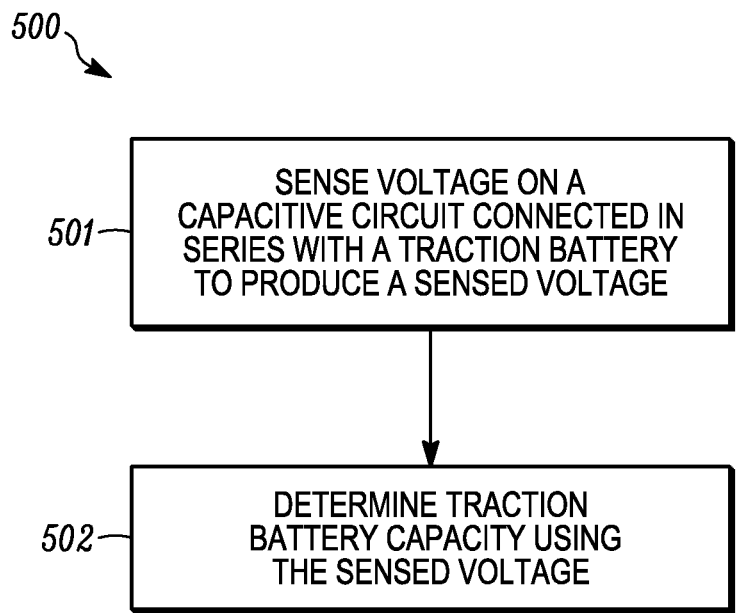 500
501
SENSE VOLTAGE ON A
CAPACITIVE CIRCUIT CONNECTED IN
SERIES WITH A TRACTION BATTERY
TO PRODUCE A SENSED VOLTAGE
502
DETERMINE TRACTION
BATTERY CAPACITY USING
THE SENSED VOLTAGE